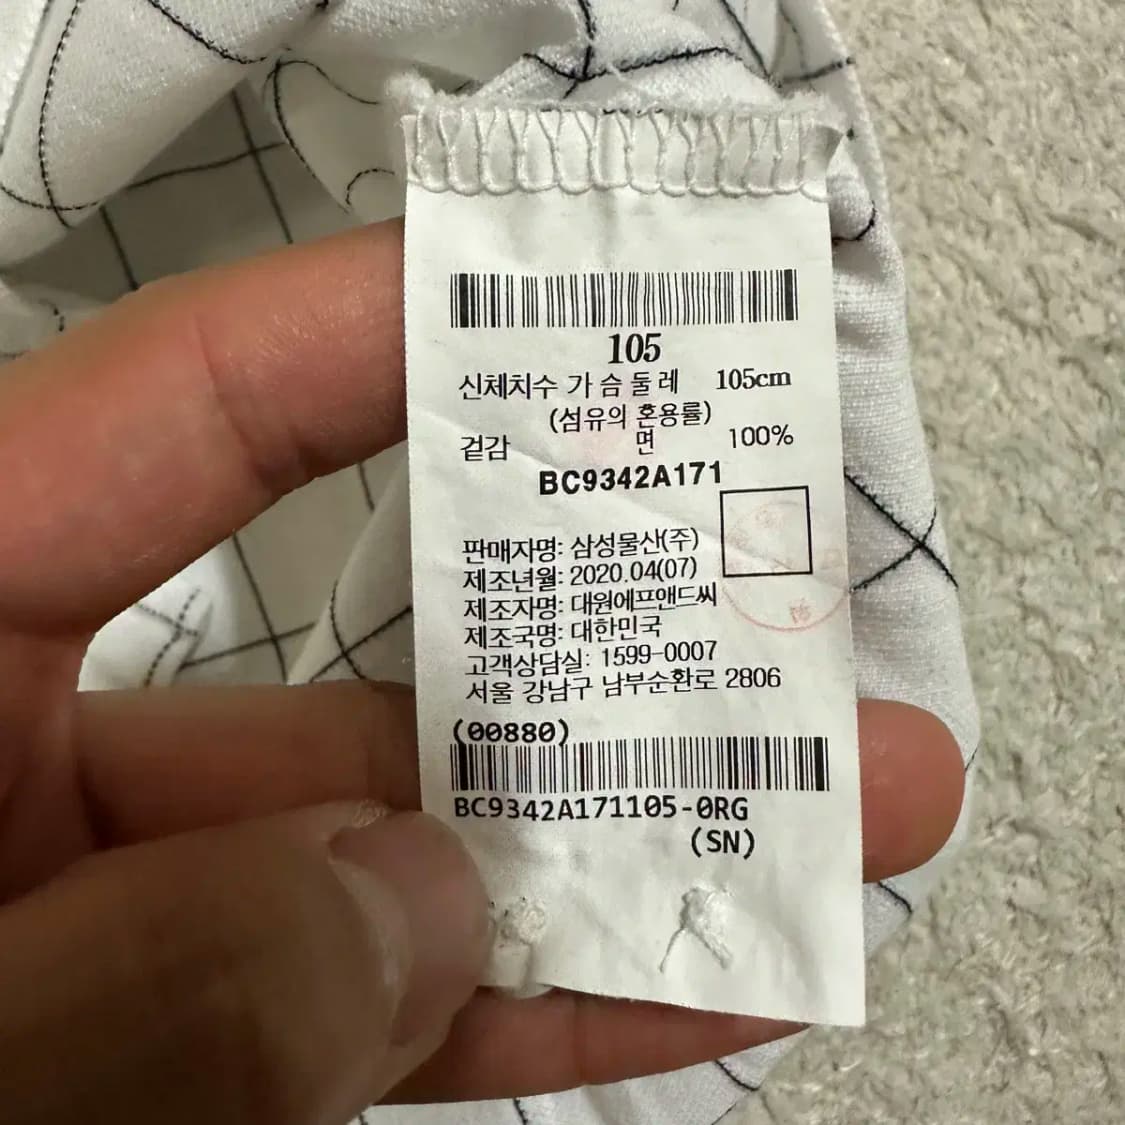 105
신체치수 가슴둘레 105cm
(섬유의 혼용률)
겉감 면 100%
BC9342A171
판매자명: 삼성물산(주)
제조년월: 2020.04(07)
제조자명: 대원에프앤드씨
제조국명: 대한민국
고객상담실: 1599-0007
서울 강남구 남부순환로 2806
(00880)
BC9342A171105-0RG
(SN)